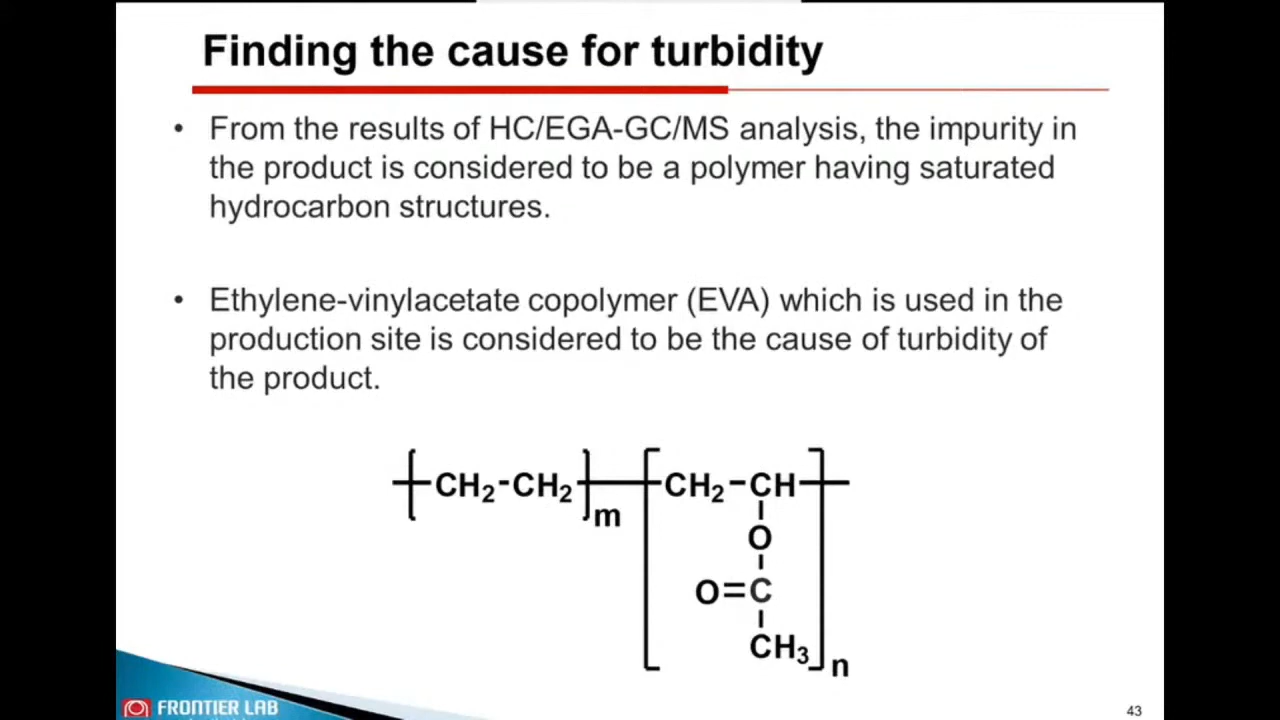 Finding the cause for turbidity
• From the results of HC/EGA-GC/MS analysis, the impurity in
the product is considered to be a polymer having saturated
hydrocarbon structures.
• Ethylene-vinylacetate copolymer (EVA) which is used in the
production site is considered to be the cause of turbidity of
the product.
CH₂-CH₂ m CH₂-CH n
O
O=C
CH₃
FRONTIER LAB
43